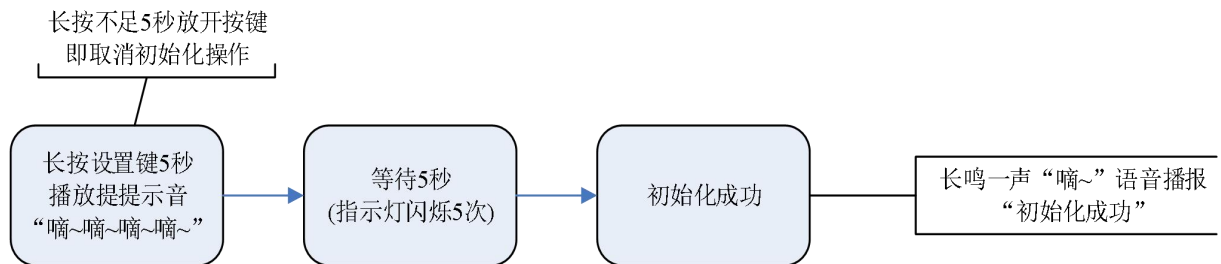 长按不足5秒放开按键
即取消初始化操作
长按设置键5秒
播放提提示音
“嘀~嘀~嘀~嘀~”
等待5秒
(指示灯闪烁5次)
初始化成功
长鸣一声“嘀~”语音播报
“初始化成功”